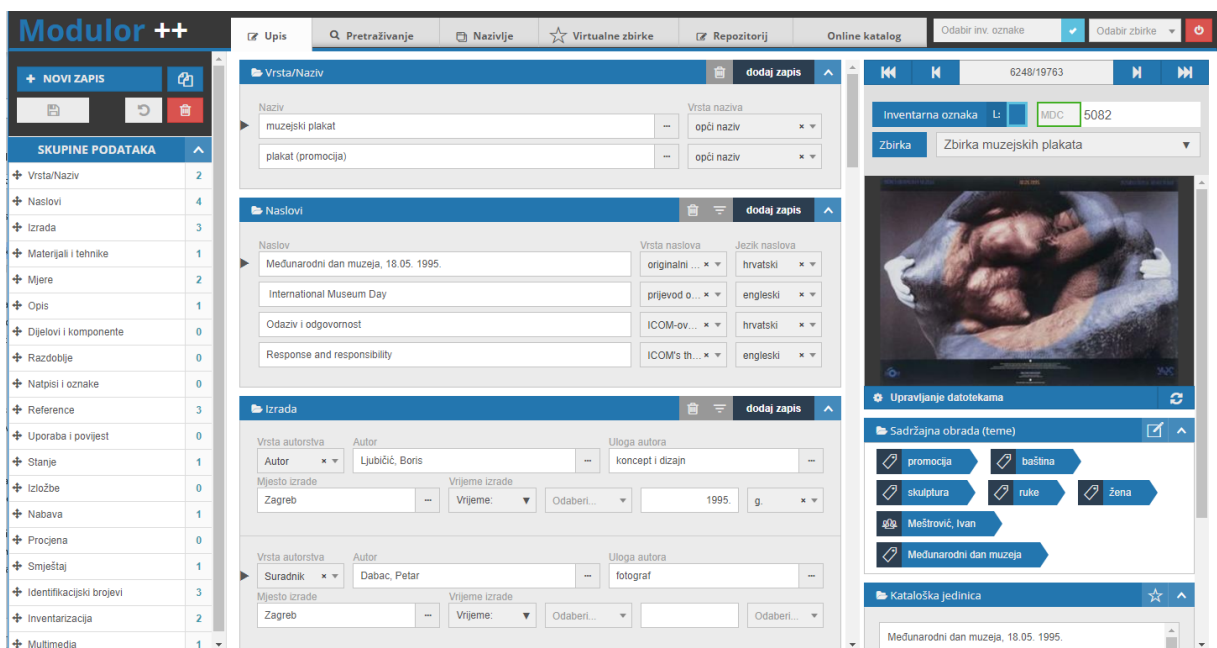 Modulor ++
Upis
Pretraživanje
Nazivlje
Virtualne zbirke
Repozitorij
Online katalog
Odabir inv. oznake
Odabir zbirke
+ NOVI ZAPIS
SKUPINE PODATAKA
Vrsta/Naziv 2
Naslovi 4
Izrada 3
Materijali i tehnike 1
Mjere 2
Opis 1
Dijelovi i komponente 0
Razdoblje 0
Natpisi i oznake 0
Reference 3
Uporaba i povijest 0
Stanje 1
Izložbe 0
Nabava 1
Procjena 0
Smještaj 1
Identifikacijski brojevi 3
Inventarizacija 2
Multimedia 1
Vrsta/Naziv dodaj zapis
Naziv Vrsta naziva
muzejski plakat ... opći naziv × ▼
plakat (promocija) ... opći naziv × ▼
Naslovi dodaj zapis
Naslov Vrsta naslova Jezik naslova
Međunarodni dan muzeja, 18.05. 1995. originalni ... × ▼ hrvatski × ▼
International Museum Day prijevod o... × ▼ engleski × ▼
Odaziv i odgovornost ICOM-ov... × ▼ hrvatski × ▼
Response and responsibility ICOM's th... × ▼ engleski × ▼
Izrada dodaj zapis
Vrsta autorstva Autor Uloga autora
Autor × ▼ Ljubičić, Boris ... koncept i dizajn ...
Mjesto izrade Vrijeme izrade
Zagreb ... Vrijeme: ▼ Odaberi... ▼ 1995. g. × ▼
Vrsta autorstva Autor Uloga autora
Suradnik × ▼ Dabac, Petar ... fotograf ...
Mjesto izrade Vrijeme izrade
Zagreb ... Vrijeme: ▼ Odaberi... ▼ Odaberi... ▼
6248/19763
Inventarna oznaka L: MDC 5082
Zbirka Zbirka muzejskih plakata ▼
Upravljanje datotekama
Sadržajna obrada (teme)
promocija baština
skulptura ruke žena
Meštrović, Ivan
Međunarodni dan muzeja
Kataloška jedinica
Međunarodni dan muzeja, 18.05. 1995.